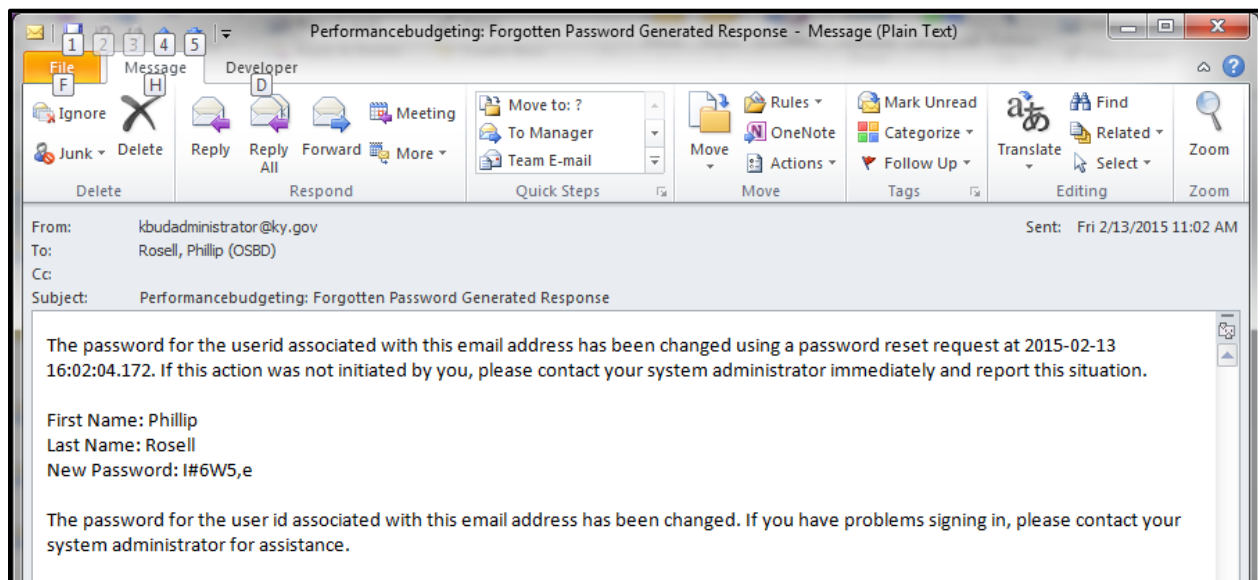 Performancebudgeting: Forgotten Password Generated Response - Message (Plain Text)
1 2 3 4 5
File Message Developer
F H D
Ignore
Junk
Delete
Reply
Reply All
Forward
Meeting
More
Move to: ?
To Manager
Team E-mail
Move
Rules
OneNote
Actions
Mark Unread
Categorize
Follow Up
Translate
Find
Related
Select
Zoom
Delete Respond Quick Steps Move Tags Editing Zoom
From: kbudadministrator@ky.gov Sent: Fri 2/13/2015 11:02 AM
To: Rosell, Phillip (OSBD)
Cc:
Subject: Performancebudgeting: Forgotten Password Generated Response
The password for the userid associated with this email address has been changed using a password reset request at 2015-02-13
16:02:04.172. If this action was not initiated by you, please contact your system administrator immediately and report this situation.
First Name: Phillip
Last Name: Rosell
New Password: I#6W5,e
The password for the user id associated with this email address has been changed. If you have problems signing in, please contact your
system administrator for assistance.